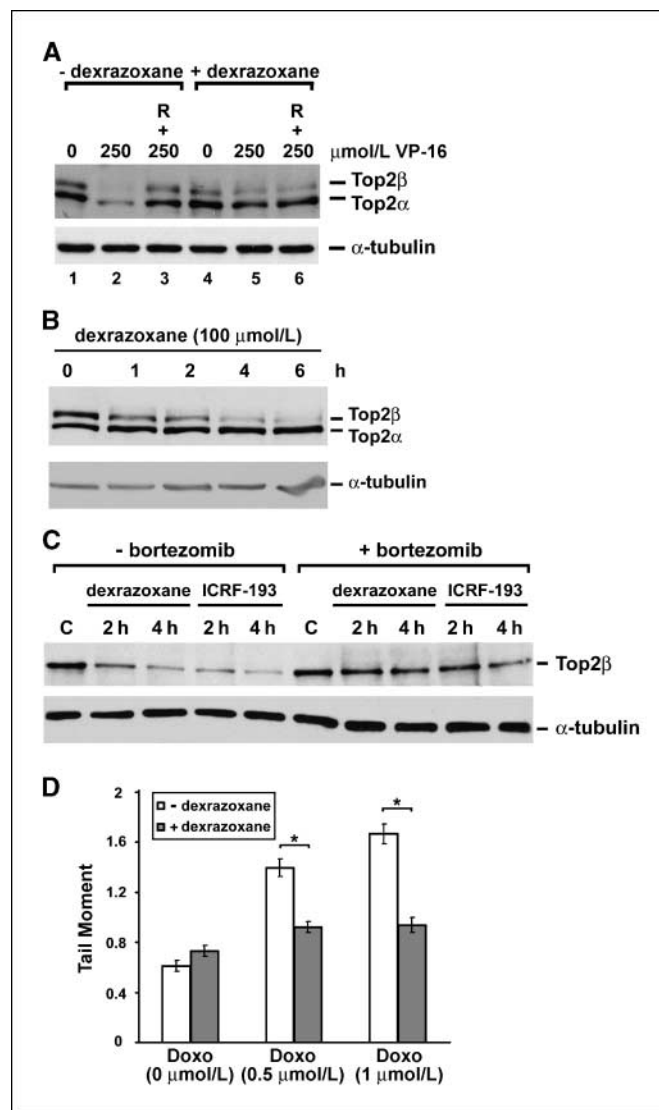 A
- dexrazoxane + dexrazoxane
R R
+ +
0 250 250 0 250 250 μmol/L VP-16
Top2β
Top2α
α-tubulin
1 2 3 4 5 6
B
dexrazoxane (100 μmol/L)
0 1 2 4 6 h
Top2β
Top2α
α-tubulin
C
- bortezomib + bortezomib
dexrazoxane ICRF-193 dexrazoxane ICRF-193
C 2 h 4 h 2 h 4 h C 2 h 4 h 2 h 4 h
Top2β
α-tubulin
D
2
1.6
1.2
0.8
0.4
0
Tail Moment
- dexrazoxane
+ dexrazoxane
* *
Doxo Doxo Doxo
(0 μmol/L) (0.5 μmol/L) (1 μmol/L)